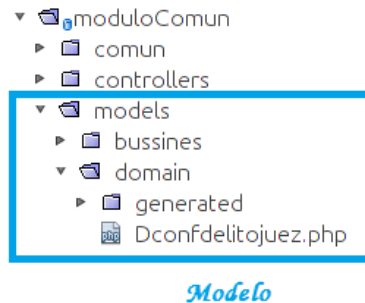 moduloComun
comun
controllers
models
bussines
domain
generated
Dconfdelitojuez.php
Modelo